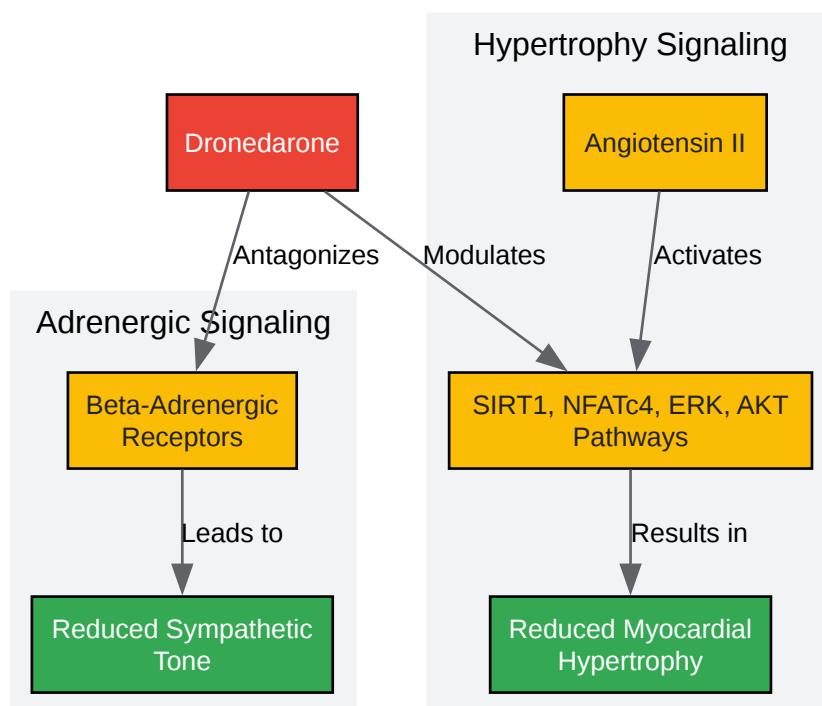 Hypertrophy Signaling
Dronedarone
Angiotensin II
Antagonizes
Modulates
Activates
Adrenergic Signaling
Beta-Adrenergic
Receptors
SIRT1, NFATc4, ERK, AKT
Pathways
Leads to
Results in
Reduced Sympathetic
Tone
Reduced Myocardial
Hypertrophy